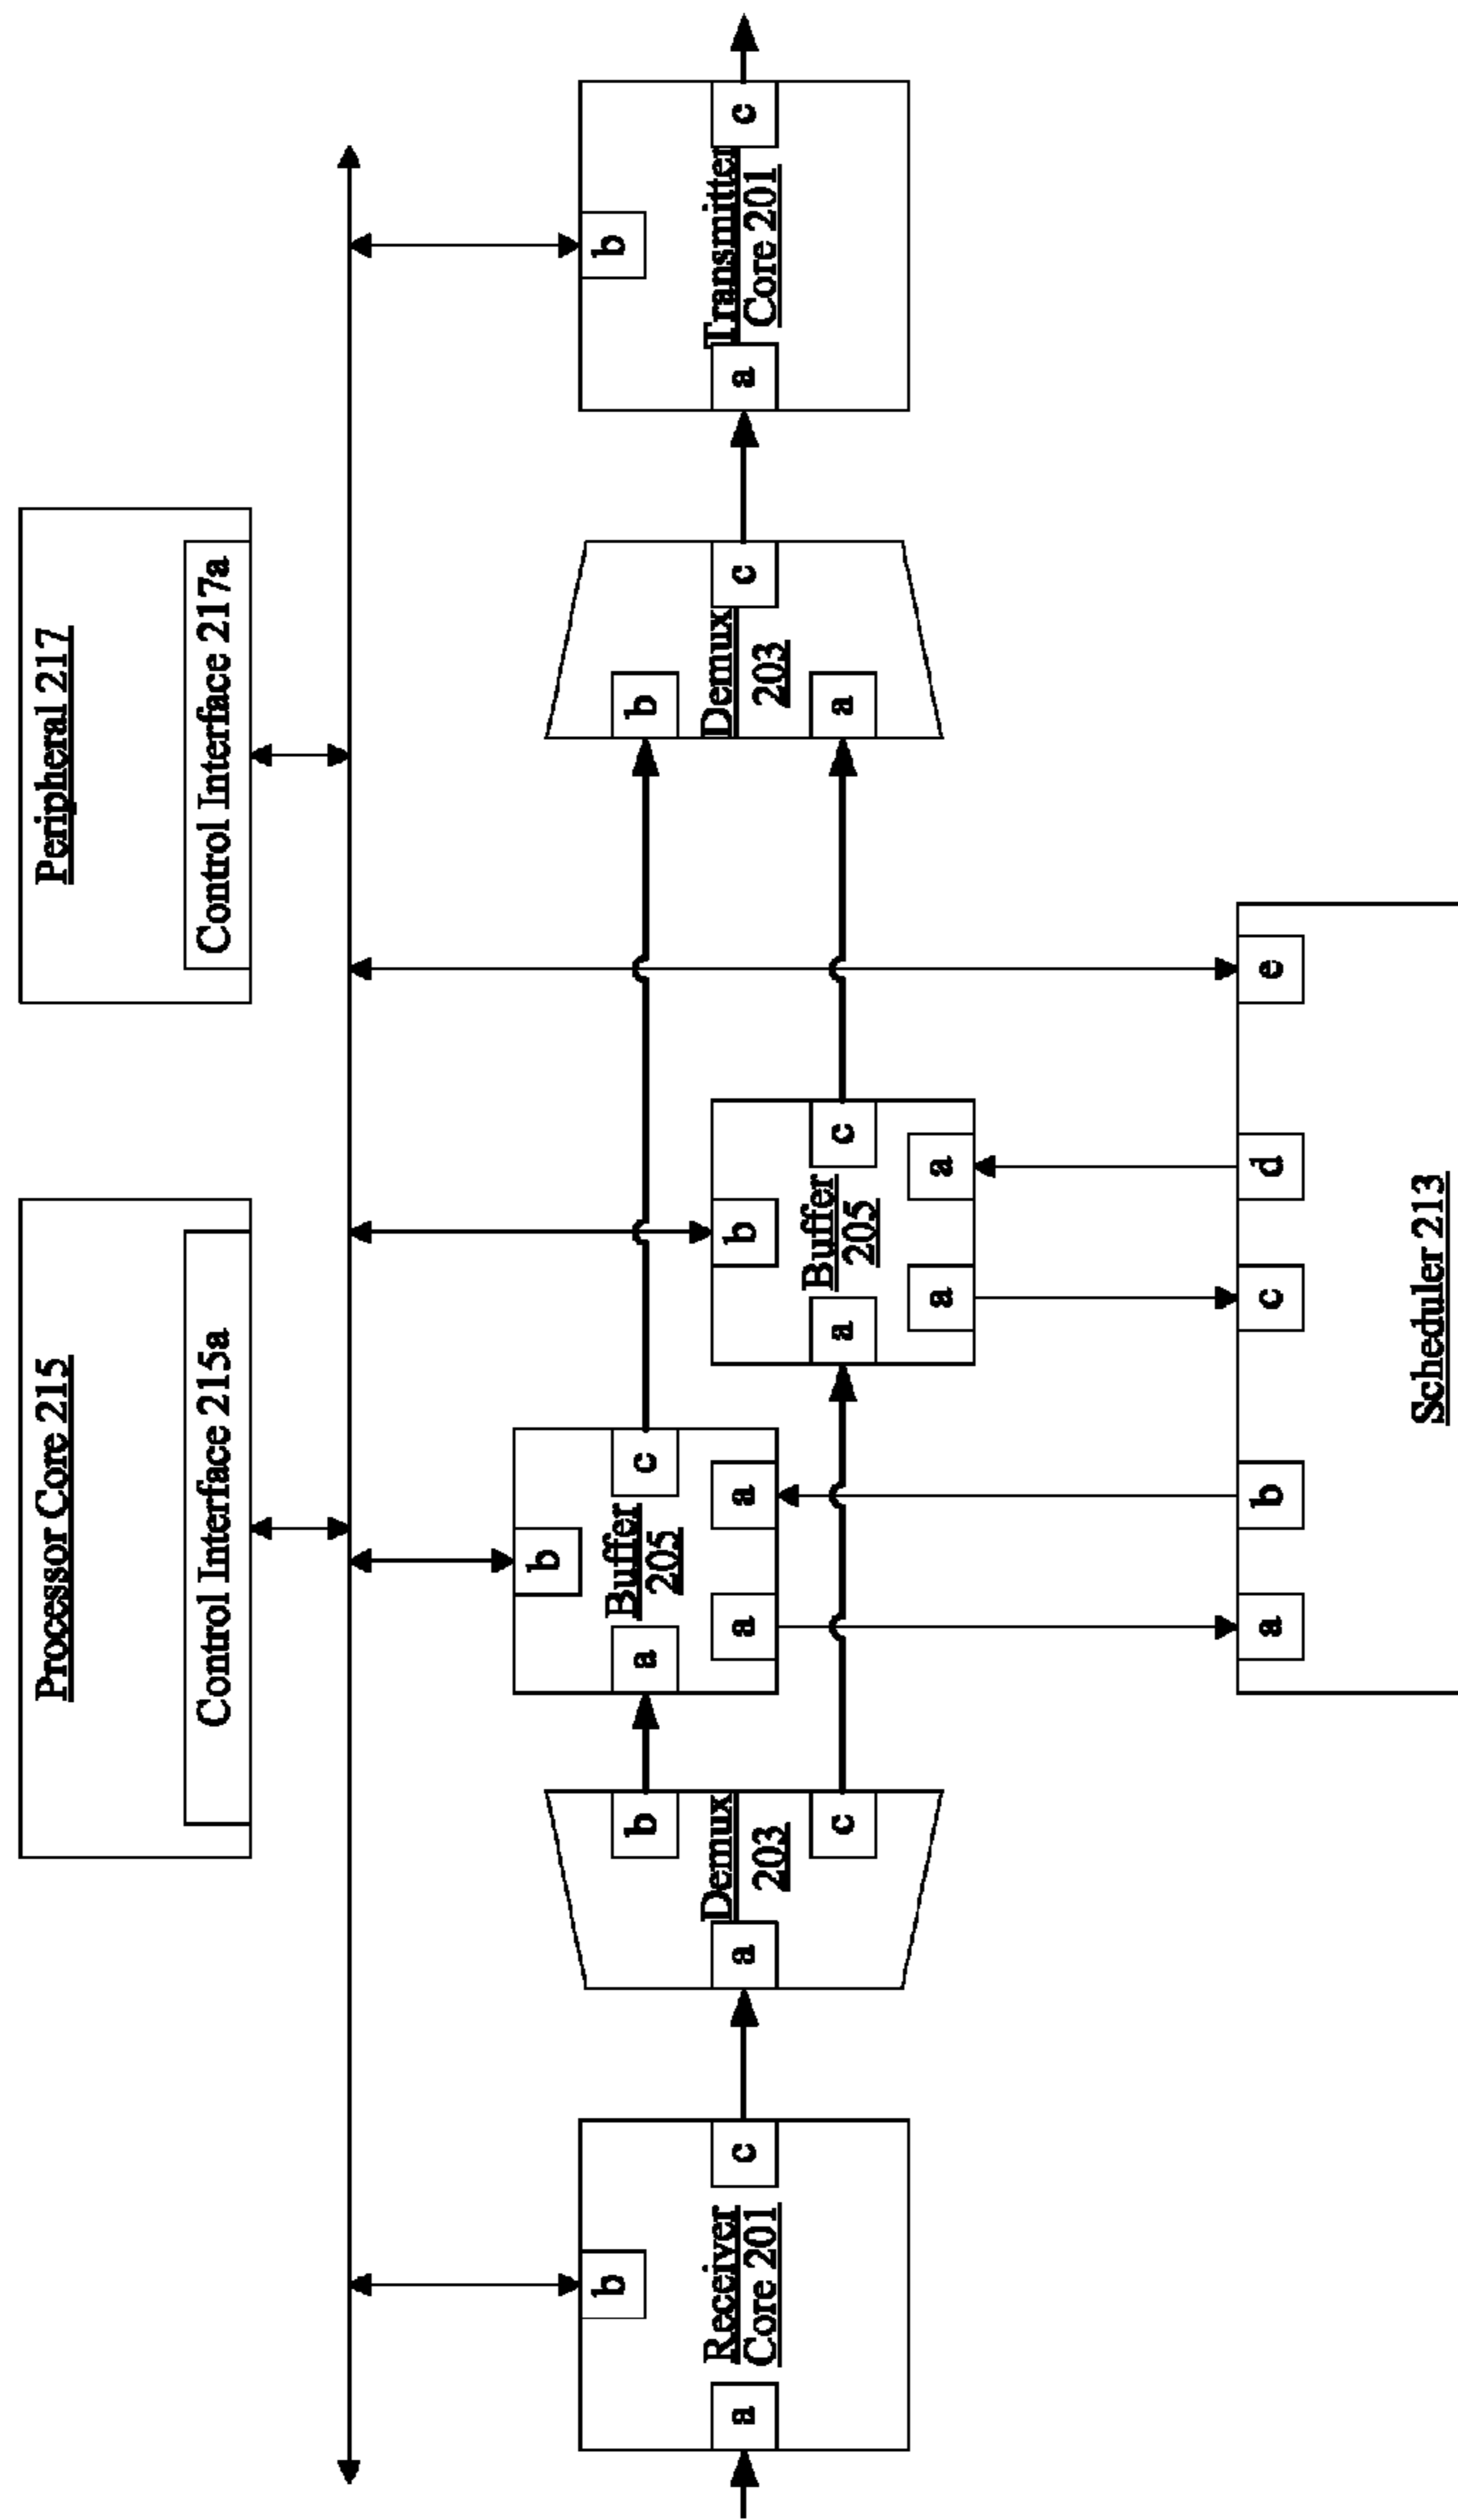 Processor Core 215
Control Interface 215a
Peripheral 217
Control Interface 217a
b
a
Receiver
Core 201
c
a
Demux
203
b
c
b
a
Buffer
205
c
a
a
b
a
Buffer
205
c
a
a
b
a
Demux
203
c
b
a
Transmitter
Core 201
c
a
b
c
d
e
Scheduler 213